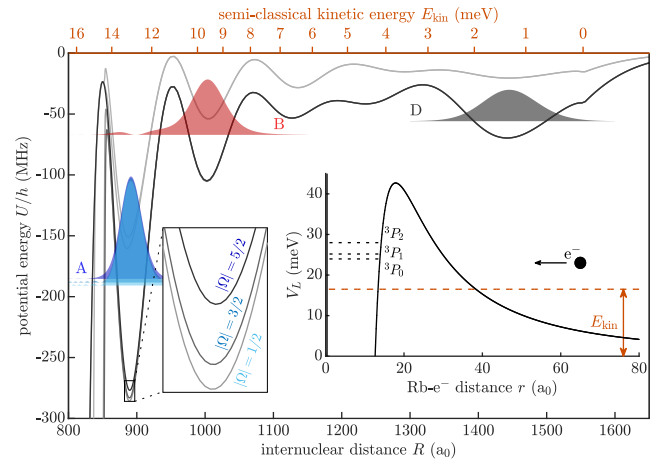 semi-classical kinetic energy E_kin (meV)
16 14 12 10 9 8 7 6 5 4 3 2 1 0
potential energy U/h (MHz)
0
-50
-100
-150
-200
-250
-300
A
B
D
|Ω| = 5/2
|Ω| = 3/2
|Ω| = 1/2
V_L (meV)
40
30
20
10
0
³P₂
³P₁
³P₀
e⁻
E_kin
0 20 40 60 80
Rb-e⁻ distance r (a₀)
800 900 1000 1100 1200 1300 1400 1500 1600
internuclear distance R (a₀)